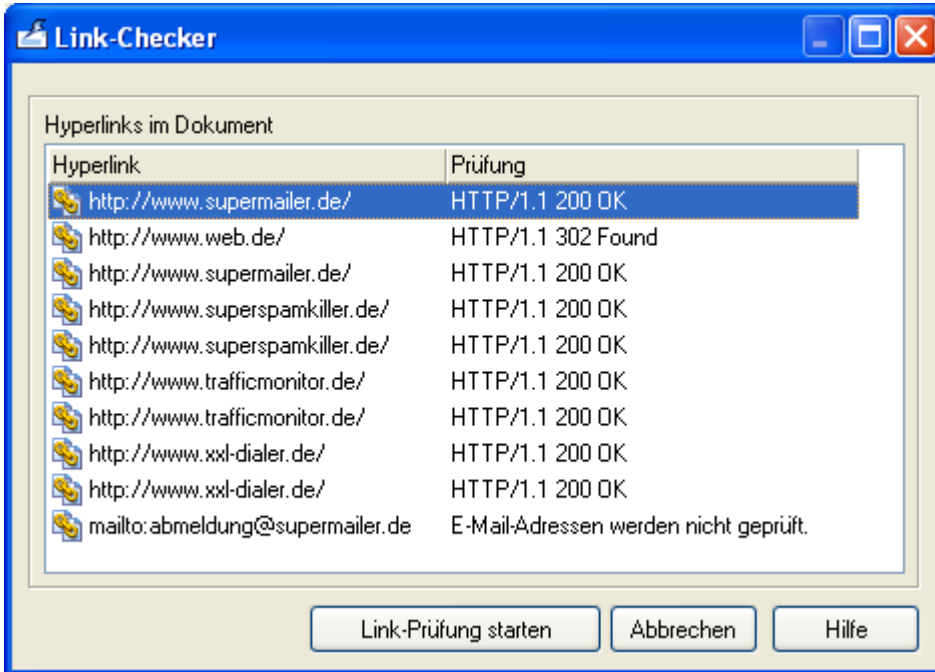 Link-Checker
Hyperlinks im Dokument
Hyperlink Prüfung
http://www.supermailer.de/ HTTP/1.1 200 OK
http://www.web.de/ HTTP/1.1 302 Found
http://www.supermailer.de/ HTTP/1.1 200 OK
http://www.superspamkiller.de/ HTTP/1.1 200 OK
http://www.superspamkiller.de/ HTTP/1.1 200 OK
http://www.trafficmonitor.de/ HTTP/1.1 200 OK
http://www.trafficmonitor.de/ HTTP/1.1 200 OK
http://www.xxl-dialer.de/ HTTP/1.1 200 OK
http://www.xxl-dialer.de/ HTTP/1.1 200 OK
mailto:abmeldung@supermailer.de E-Mail-Adressen werden nicht geprüft.
Link-Prüfung starten Abbrechen Hilfe